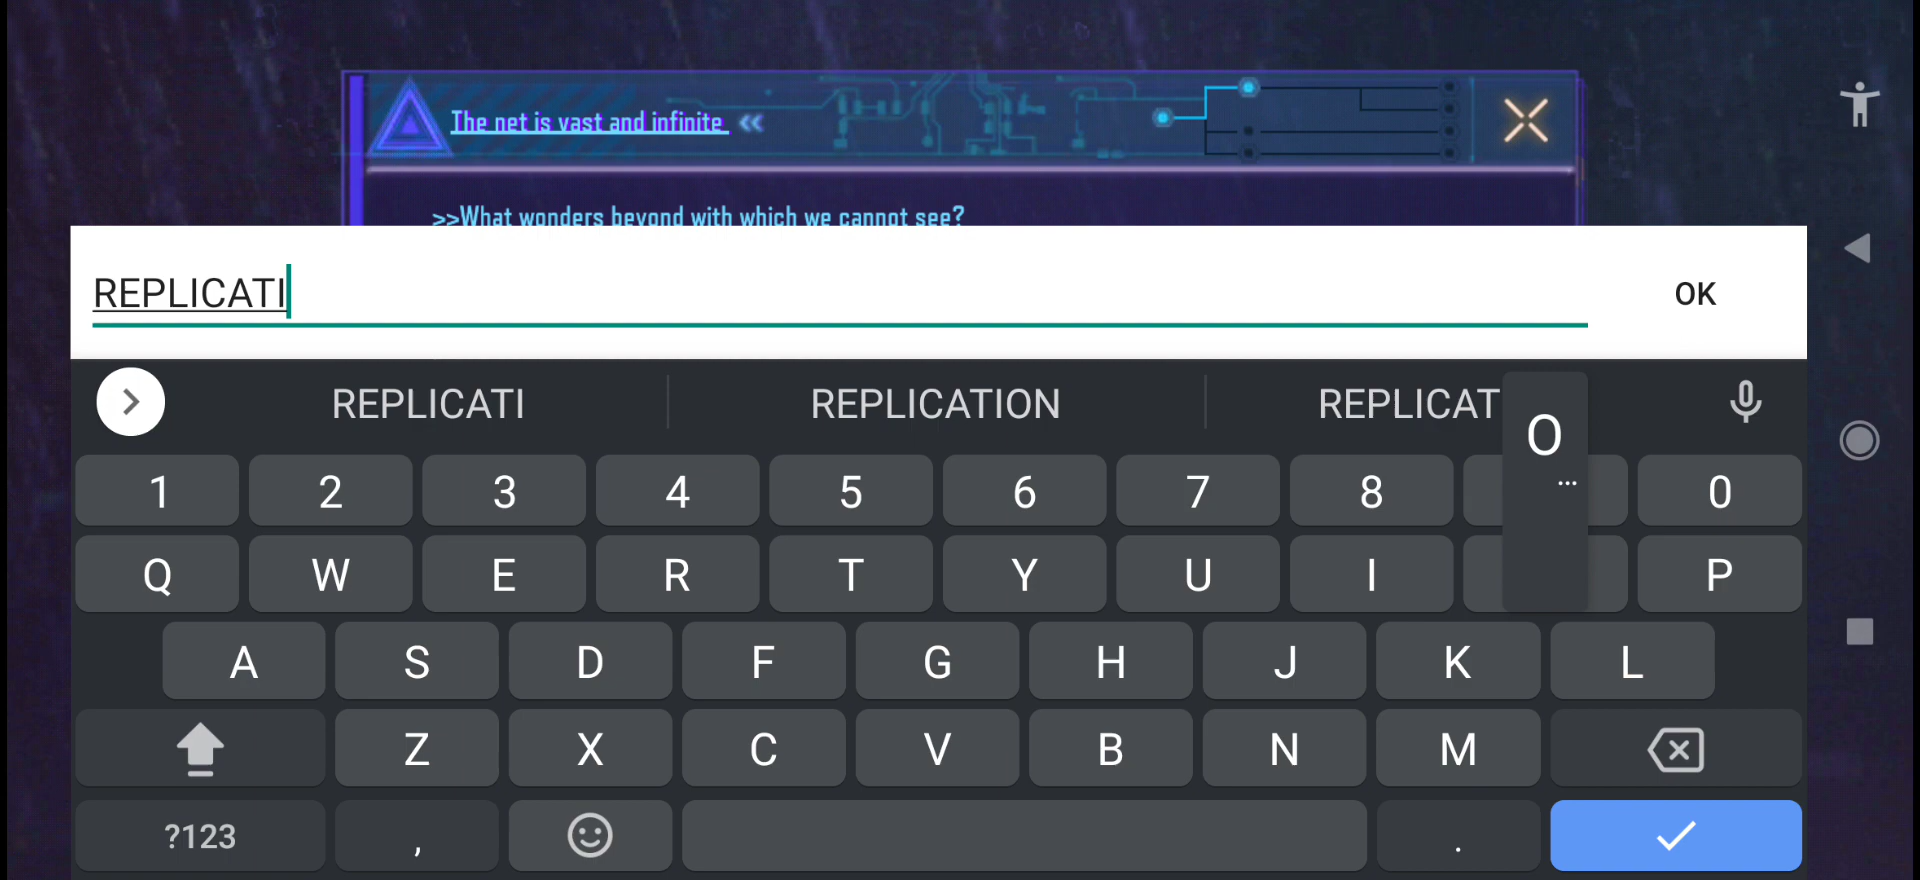 The net is vast and infinite
>>What wonders beyond with which we cannot see?
REPLICATI
OK
REPLICATI
REPLICATION
REPLICAT
O
...
1 2 3 4 5 6 7 8 0
Q W E R T Y U I P
A S D F G H J K L
Z X C V B N M
?123 , .